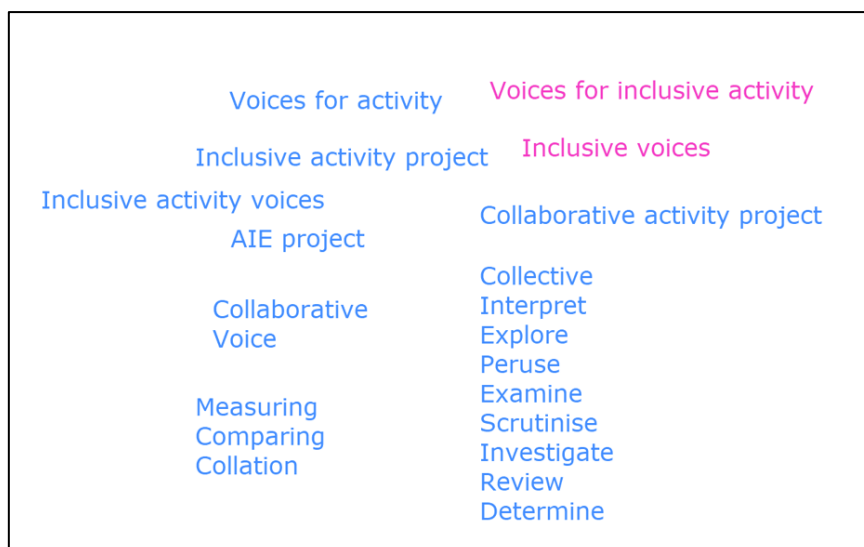 Voices for activity
Voices for inclusive activity
Inclusive activity project
Inclusive voices
Inclusive activity voices
Collaborative activity project
AIE project
Collaborative
Voice
Measuring
Comparing
Collation
Collective
Interpret
Explore
Peruse
Examine
Scrutinise
Investigate
Review
Determine